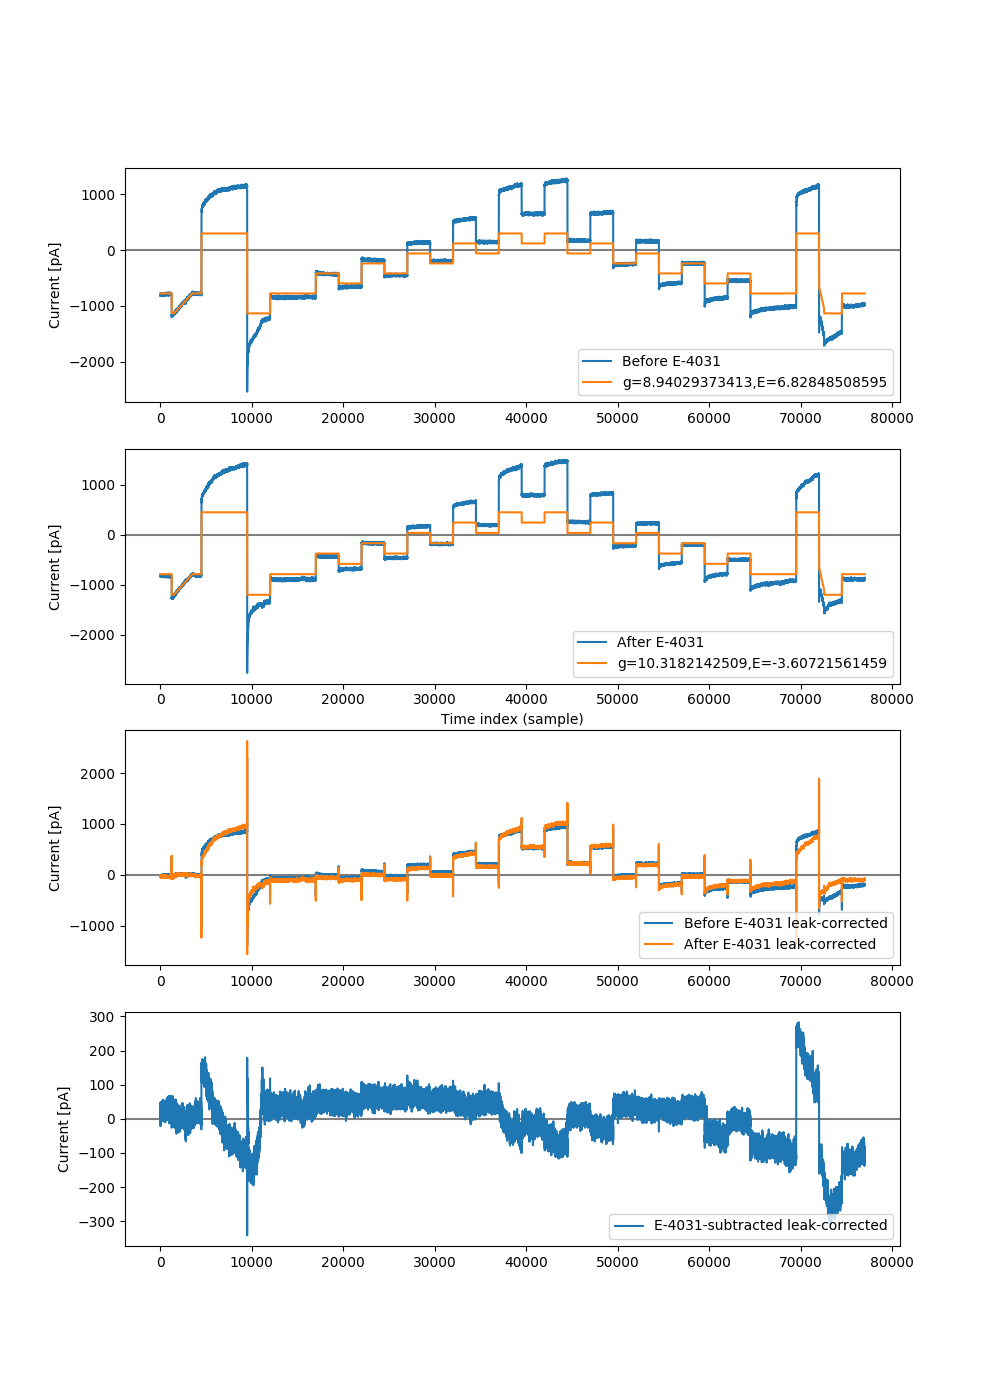 1000
0
−1000
−2000
Current [pA]
Before E-4031
g=8.94029373413,E=6.82848508595
0 10000 20000 30000 40000 50000 60000 70000 80000
1000
0
−1000
−2000
Current [pA]
After E-4031
g=10.3182142509,E=-3.60721561459
0 10000 20000 30000 40000 50000 60000 70000 80000
Time index (sample)
2000
1000
0
−1000
Current [pA]
Before E-4031 leak-corrected
After E-4031 leak-corrected
0 10000 20000 30000 40000 50000 60000 70000 80000
300
200
100
0
−100
−200
−300
Current [pA]
E-4031-subtracted leak-corrected
0 10000 20000 30000 40000 50000 60000 70000 80000